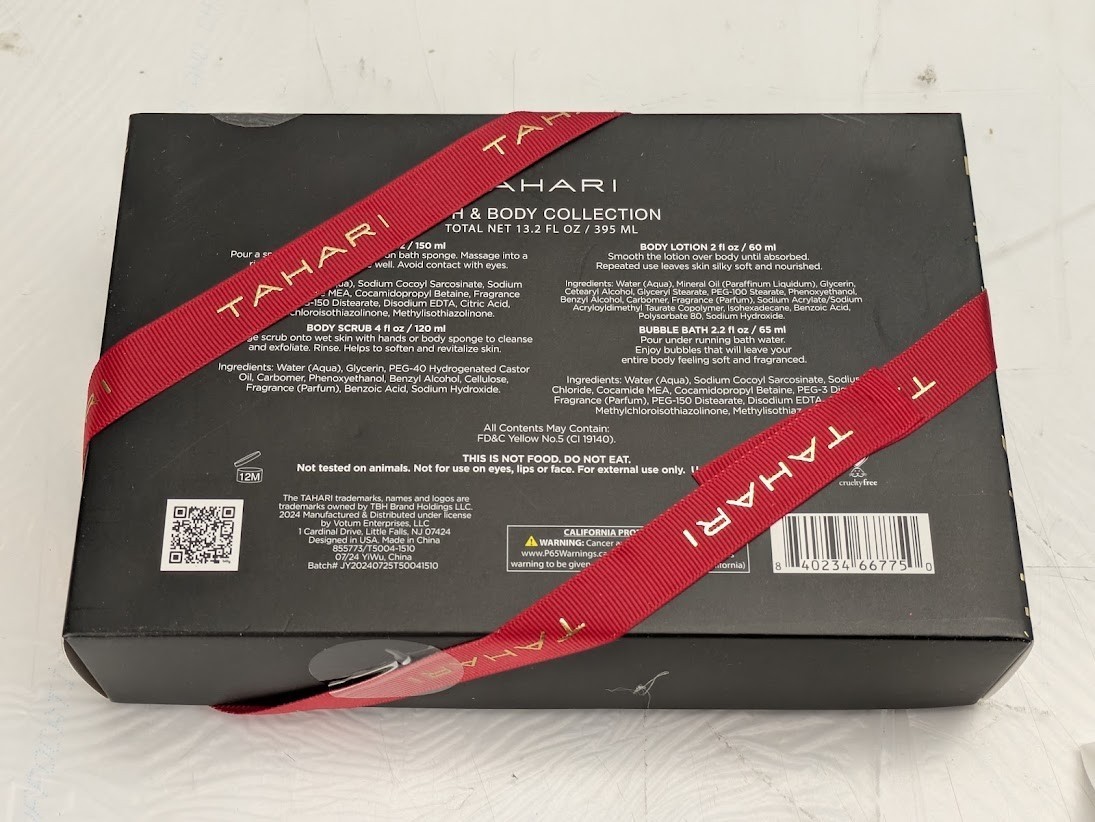 TAHARI
TAHARI
H & BODY COLLECTION
TOTAL NET 13.2 FL OZ / 395 ML
z / 150 ml
Pour a on bath sponge. Massage into a
well. Avoid contact with eyes.
Sodium Cocoyl Sarcosinate, Sodium
MEA, Cocamidopropyl Betaine, Fragrance
-150 Distearate, Disodium EDTA, Citric Acid,
Methylisothiazolinone.
BODY SCRUB 4 fl oz / 120 ml
scrub onto wet skin with hands or body sponge to cleanse
and exfoliate. Rinse. Helps to soften and revitalize skin.
Ingredients: Water (Aqua), Glycerin, PEG-40 Hydrogenated Castor
Oil, Carbomer, Phenoxyethanol, Benzyl Alcohol, Cellulose,
Fragrance (Parfum), Benzoic Acid, Sodium Hydroxide.
BODY LOTION 2 fl oz / 60 ml
Smooth the lotion over body until absorbed.
Repeated use leaves skin silky soft and nourished.
Ingredients: Water (Aqua), Mineral Oil (Paraffinum Liquidum), Glycerin,
Cetearyl Alcohol, Glyceryl Stearate, PEG-100 Stearate, Phenoxyethanol,
Benzyl Alcohol, Carbomer, Fragrance (Parfum), Sodium Acrylate/Sodium
Acryloyldimethyl Taurate Copolymer, Isohexadecane, Benzoic Acid,
Polysorbate 80, Sodium Hydroxide.
BUBBLE BATH 2.2 fl oz / 65 ml
Pour under running bath water.
Enjoy bubbles that will leave your
entire body feeling soft and fragranced.
Ingredients: Water (Aqua), Sodium Cocoyl Sarcosinate,
Chloride, Cocamide MEA, Cocamidopropyl Betaine, PEG-3
Fragrance (Parfum), PEG-150 Distearate, Disodium
Methylchloroisothiazolinone,
All Contents May Contain:
FD&C Yellow No.5 (CI 19140).
THIS IS NOT FOOD. DO NOT EAT.
Not tested on animals. Not for use on eyes, lips or face. For external use only.
12M
crueltyfree
The TAHARI trademarks, names and logos are
trademarks owned by TBH Brand Holdings LLC.
2024 Manufactured & Distributed under license
by Votum Enterprises, LLC
1 Cardinal Drive, Little Falls, NJ 07424
Designed in USA. Made in China
855773/T5004-1510
07/24 YiWu, China
Batch# JY20240725T50041510
CALIFORNIA
WARNING: Cancer
www.P65Warnings.ca
warning to be
8 40234 66775 0
TAHARI
TAHARI